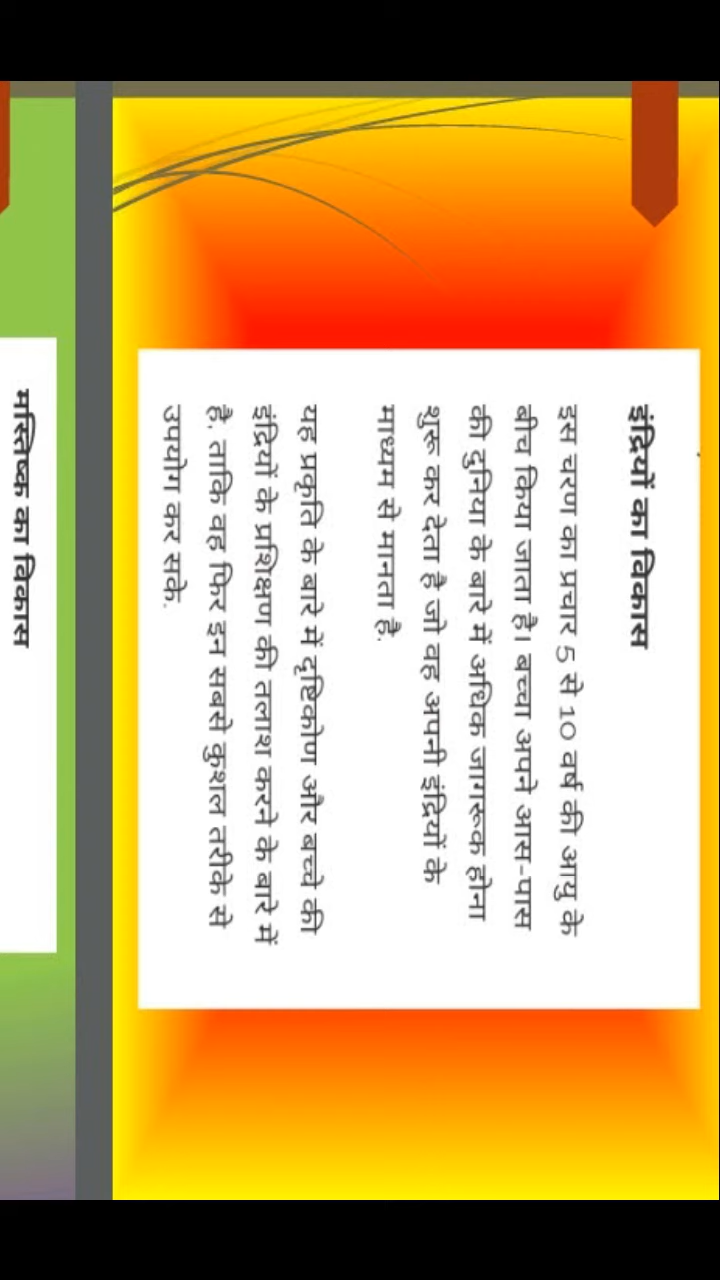 इंद्रियों का विकास
इस चरण का प्रचार 5 से 10 वर्ष की आयु के
बीच किया जाता है। बच्चा अपने आस-पास
की दुनिया के बारे में अधिक जागरूक होना
शुरू कर देता है जो वह अपनी इंद्रियों के
माध्यम से मानता है.
यह प्रकृति के बारे में दृष्टिकोण और बच्चे की
इंद्रियों के प्रशिक्षण की तलाश करने के बारे में
है, ताकि वह फिर इन सबसे कुशल तरीके से
उपयोग कर सके.
मस्तिष्क का विकास